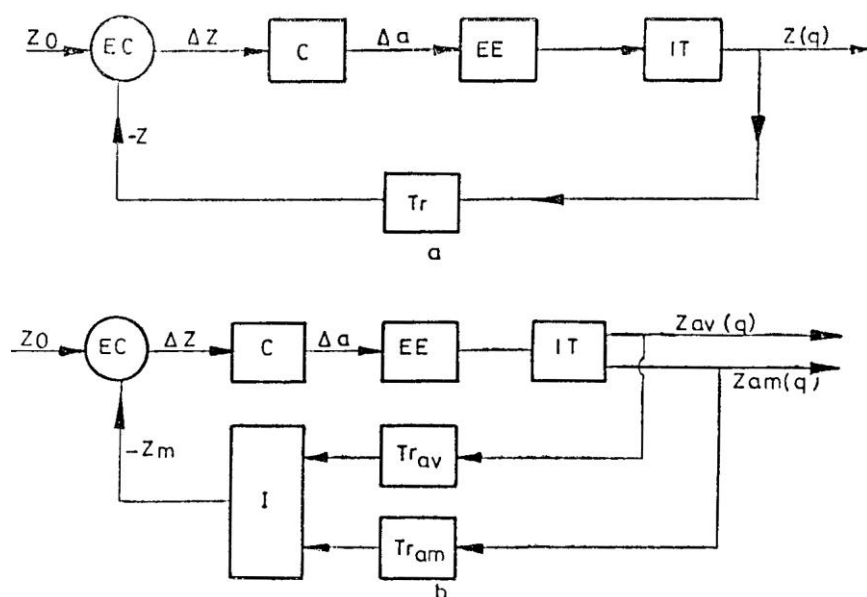 Z0 EC ΔZ C Δa EE IT Z(q)
-Z
Tr
a
Z0 EC ΔZ C Δa EE IT Zav(q)
Zam(q)
-Zm I Trav
Tram
b